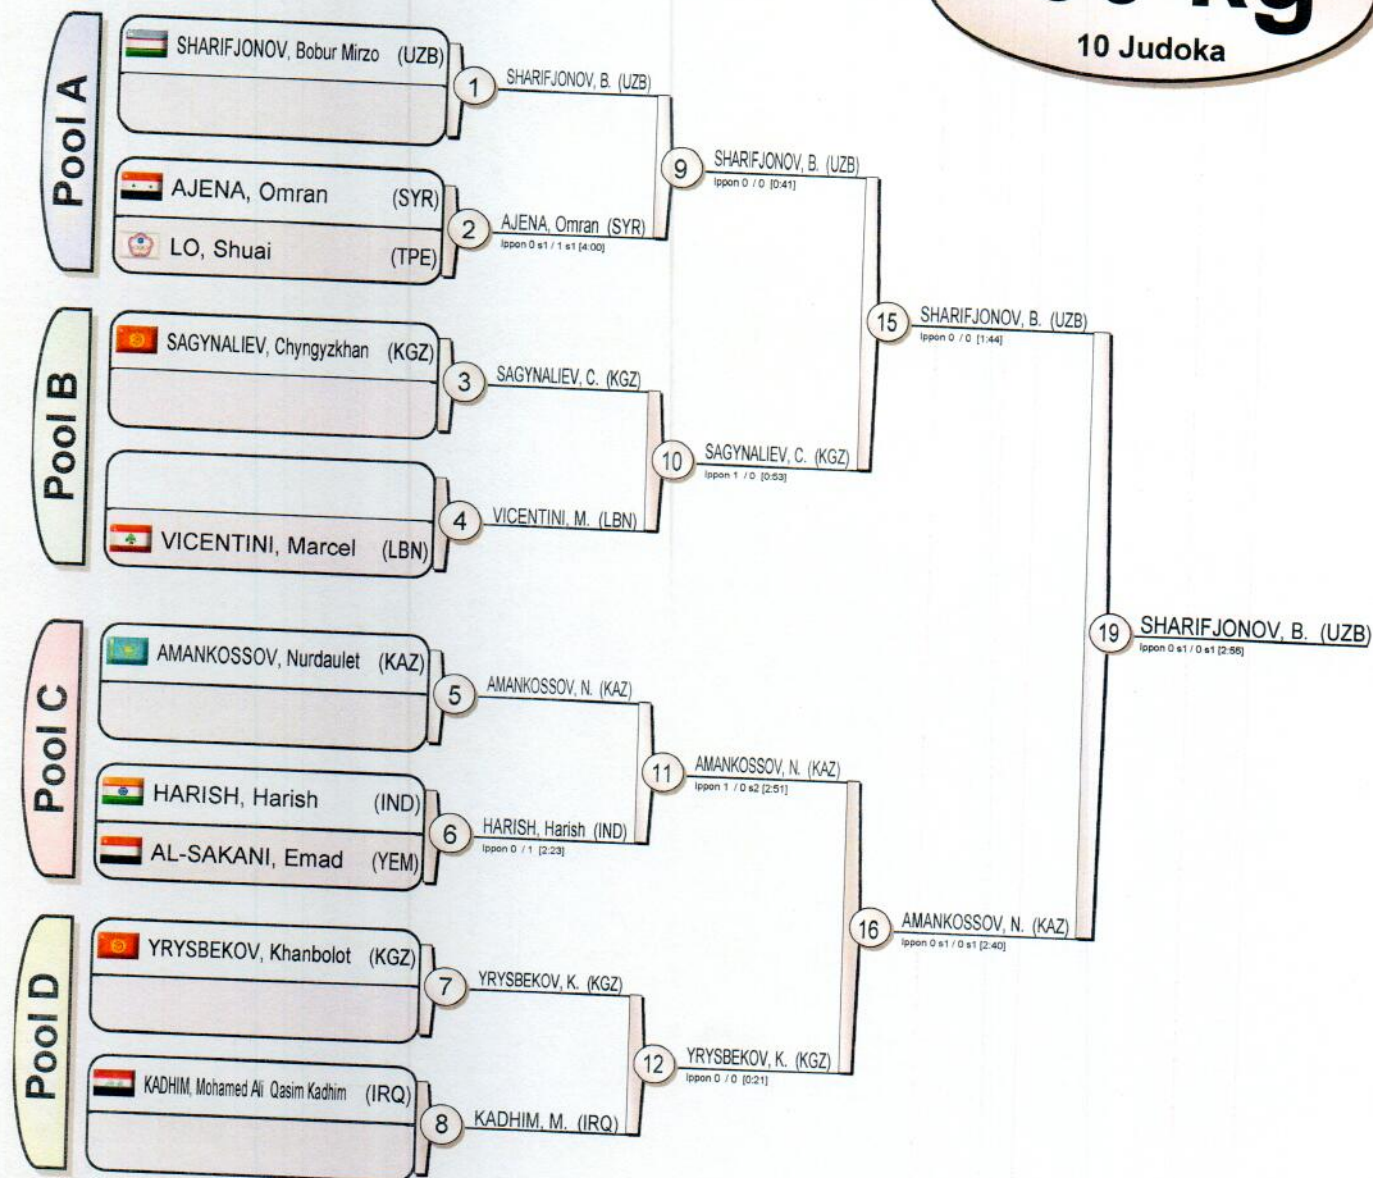 kg
10 Judoka
Pool A
SHARIFJONOV, Bobur Mirzo (UZB)
1
SHARIFJONOV, B. (UZB)
AJENA, Omran (SYR)
LO, Shuai (TPE)
2
AJENA, Omran (SYR)
Ippon 0 s1 / 1 s1 [4:00]
9
SHARIFJONOV, B. (UZB)
Ippon 0 / 0 [0:41]
Pool B
SAGYNALIEV, Chyngyzkhan (KGZ)
3
SAGYNALIEV, C. (KGZ)
VICENTINI, Marcel (LBN)
4
VICENTINI, M. (LBN)
10
SAGYNALIEV, C. (KGZ)
Ippon 1 / 0 [0:53]
15
SHARIFJONOV, B. (UZB)
Ippon 0 / 0 [1:44]
Pool C
AMANKOSSOV, Nurdaulet (KAZ)
5
AMANKOSSOV, N. (KAZ)
HARISH, Harish (IND)
AL-SAKANI, Emad (YEM)
6
HARISH, Harish (IND)
Ippon 0 / 1 [2:23]
11
AMANKOSSOV, N. (KAZ)
Ippon 1 / 0 s2 [2:51]
Pool D
YRYSBEKOV, Khanbolot (KGZ)
7
YRYSBEKOV, K. (KGZ)
KADHIM, Mohamed Ali Qasim Kadhim (IRQ)
8
KADHIM, M. (IRQ)
12
YRYSBEKOV, K. (KGZ)
Ippon 0 / 0 [0:21]
16
AMANKOSSOV, N. (KAZ)
Ippon 0 s1 / 0 s1 [2:40]
19
SHARIFJONOV, B. (UZB)
Ippon 0 s1 / 0 s1